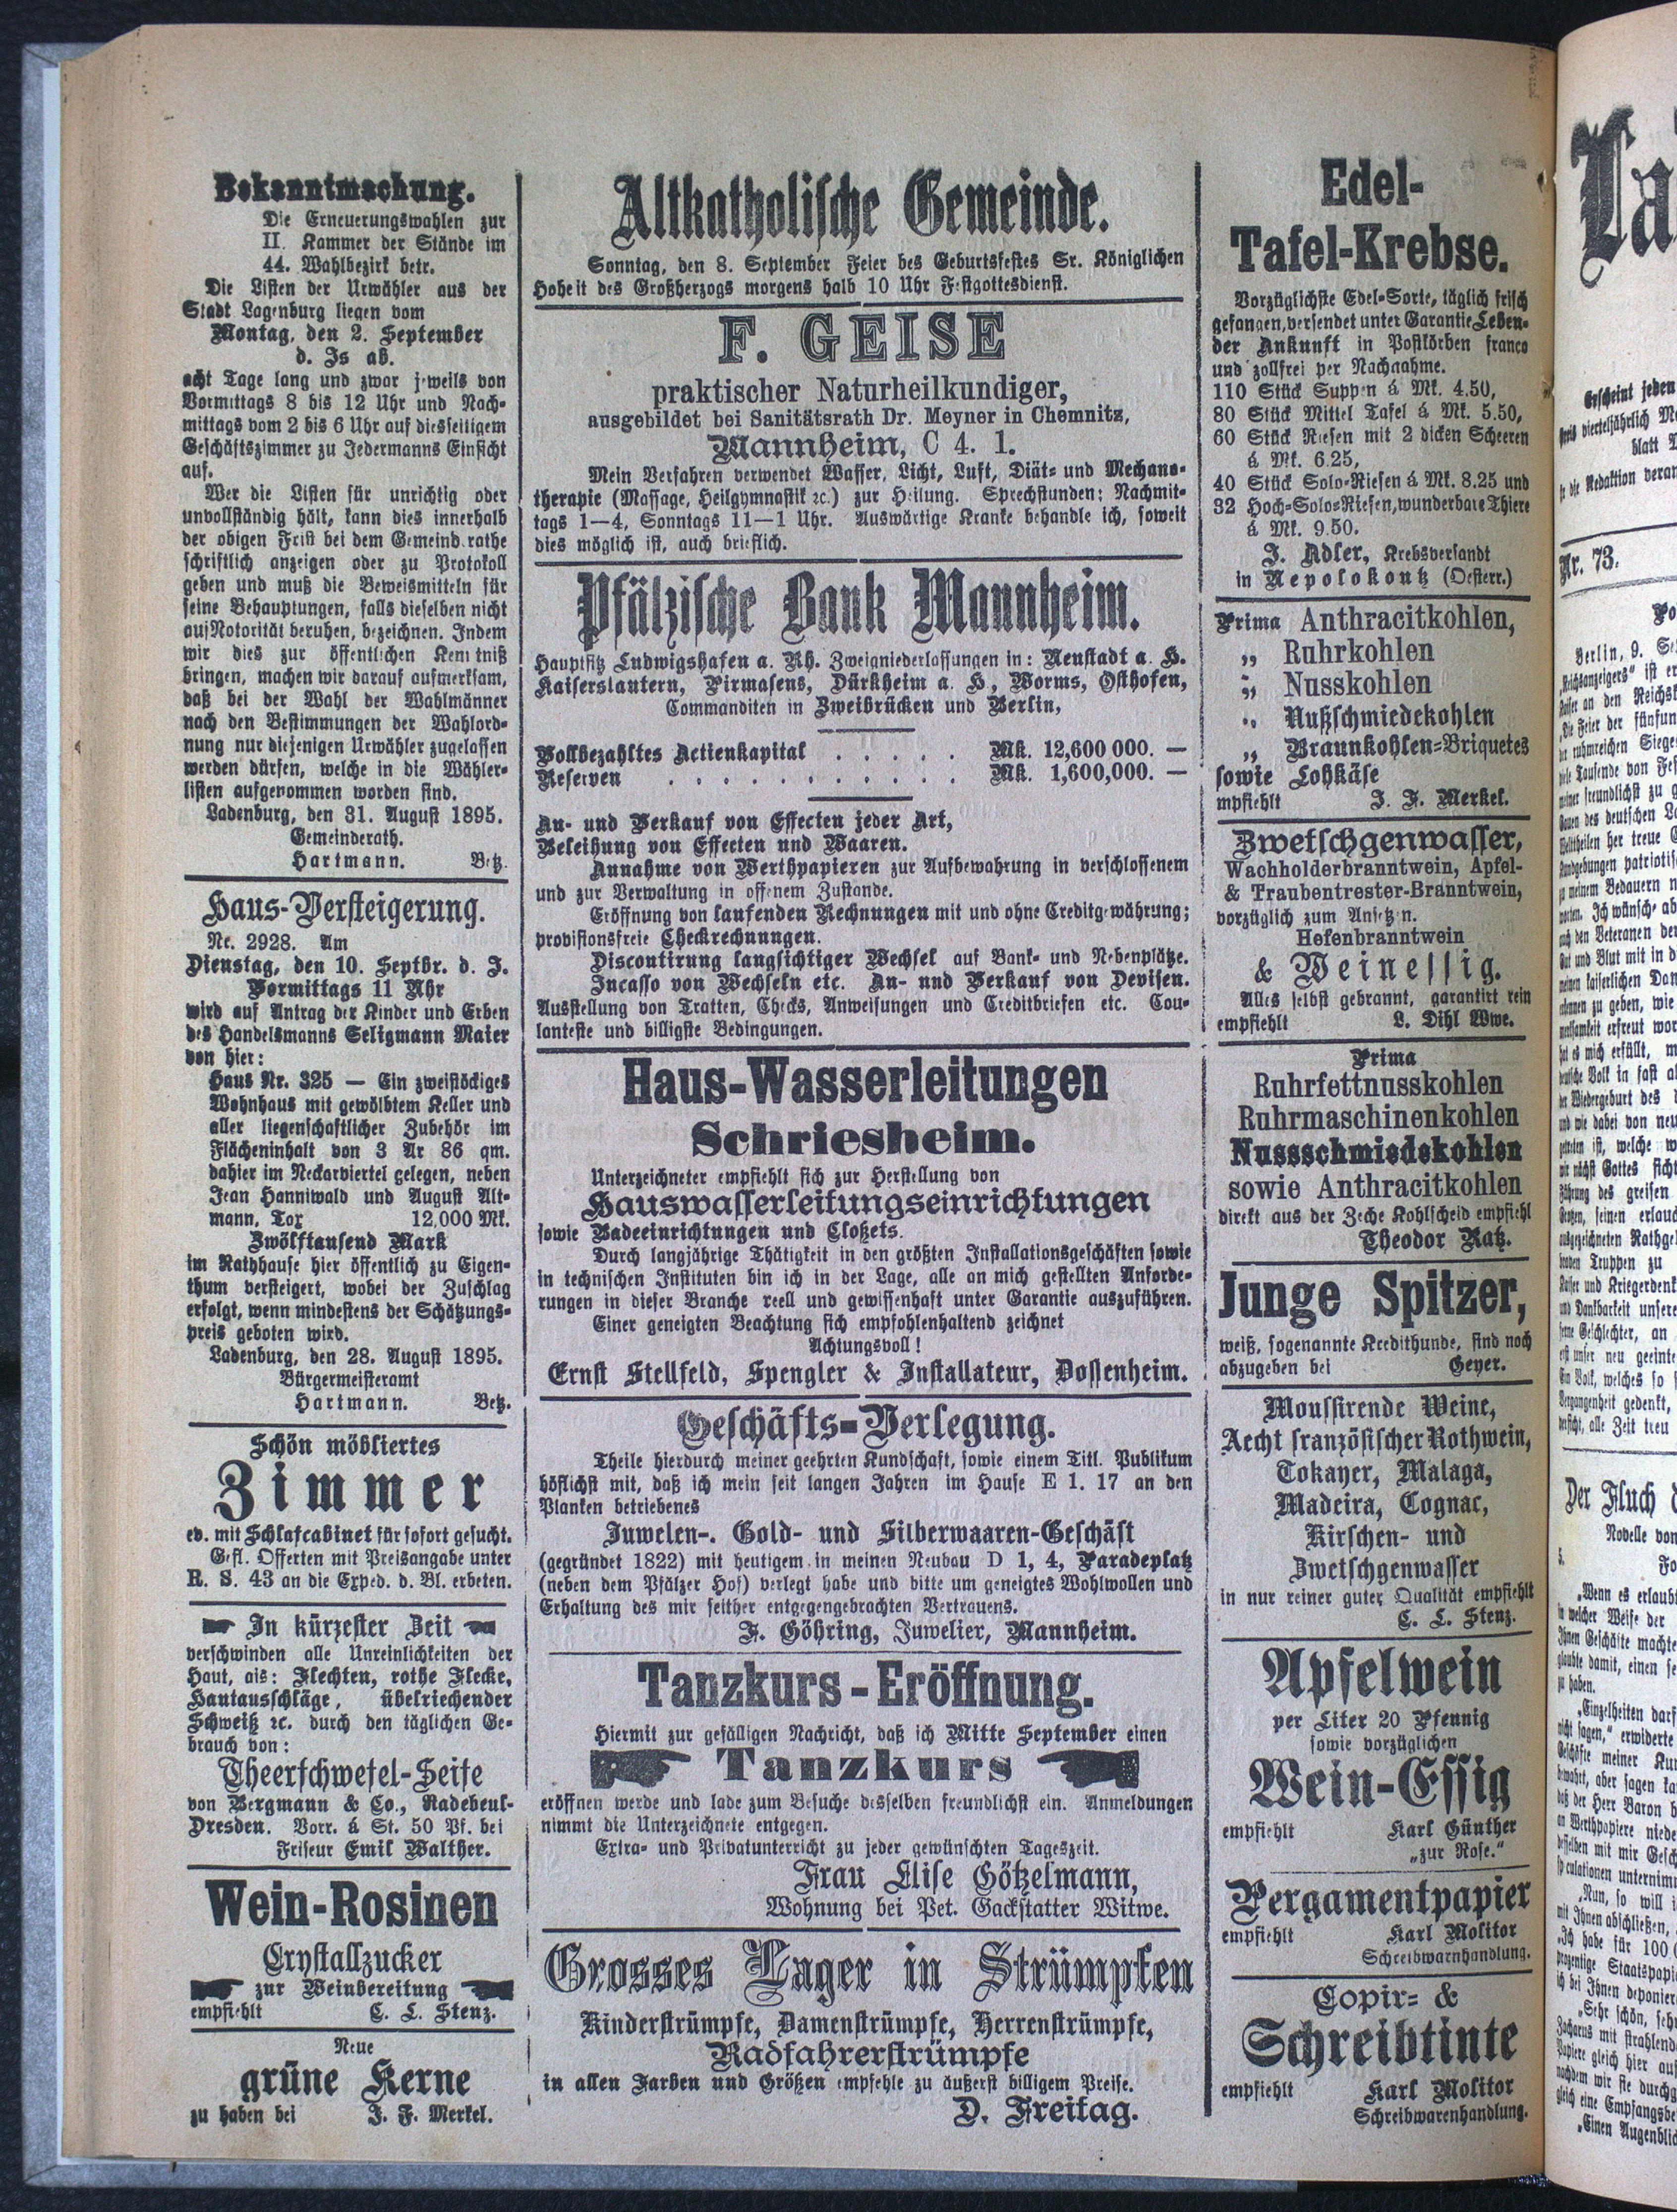 Bekanntmachung.
Die Erneuerungswahlen zur
II. Kammer der Stände im
44. Wahlbezirk betr.
Die Listen der Urwähler aus der
Stadt Ladenburg liegen vom
Montag, den 2. September
d. Js ab.
acht Tage lang und zwar jeweils von
Vormittags 8 bis 12 Uhr und Nach-
mittags vom 2 bis 6 Uhr auf diesseitigem
Geschäftszimmer zu Jedermanns Einsicht
auf.
Wer die Listen für unrichtig oder
unvollständig hält, kann dies innerhalb
der obigen Frist bei dem Gemeind.rathe
schriftlich anzeigen oder zu Protokoll
geben und muß die Beweismitteln für
seine Behauptungen, falls dieselben nicht
auf Notorität beruhen, bezeichnen. Indem
wir dies zur öffentlichen Kenntniß
bringen, machen wir darauf aufmerksam,
daß bei der Wahl der Wahlmänner
nach den Bestimmungen der Wahlord-
nung nur diejenigen Urwähler zugelassen
werden dürfen, welche in die Wähler-
listen aufgenommen worden sind.
Ladenburg, den 31. August 1895.
Gemeinderath.
Hartmann. Betz.
Haus-Versteigerung.
Nr. 2928. Am
Dienstag, den 10. Septbr. d. J.
Vormittags 11 Uhr
wird auf Antrag der Kinder und Erben
des Handelsmanns Seligmann Maier
von hier:
Haus Nr. 325 — Ein zweistöckiges
Wohnhaus mit gewölbtem Keller und
aller liegenschaftlicher Zubehör im
Flächeninhalt von 3 Ar 86 qm.
dahier im Neckarviertel gelegen, neben
Jean Hanniwald und August Alt-
mann, Tax 12,000 Mk.
Zwölftausend Mark
im Rathhause hier öffentlich zu Eigen-
thum versteigert, wobei der Zuschlag
erfolgt, wenn mindestens der Schätzungs-
preis geboten wird.
Ladenburg, den 28. August 1895.
Bürgermeisteramt
Hartmann. Betz.
Schön möbliertes
Zimmer
ev. mit Schlafcabinet für sofort gesucht.
Gefl. Offerten mit Preisangabe unter
R. S. 43 an die Exped. d. Bl. erbeten.
In kürzester Zeit
verschwinden alle Unreinlichkeiten der
Haut, als: Flechten, rothe Flecke,
Hautausschläge, übelriechender
Schweiß ꝛc. durch den täglichen Ge-
brauch von:
Theerschwefel-Seife
von Bergmann & Co., Radebeul-
Dresden. Vorr. á St. 50 Pf. bei
Friseur Emil Walther.
Wein-Rosinen
Crystallzucker
zur Weinbereitung
empfiehlt C. L. Stenz.
Neue
grüne Kerne
zu haben bei J. F. Merkel.
Altkatholische Gemeinde.
Sonntag, den 8. September Feier des Geburtsfestes Sr. Königlichen
Hoheit des Großherzogs morgens halb 10 Uhr Festgottesdienst.
F. GEISE
praktischer Naturheilkundiger,
ausgebildet bei Sanitätsrath Dr. Meyner in Chemnitz,
Mannheim, C 4. 1.
Mein Verfahren verwendet Wasser, Licht, Luft, Diät- und Mechano-
therapie (Massage, Heilgymnastik ꝛc.) zur Heilung. Sprechstunden: Nachmit-
tags 1—4, Sonntags 11—1 Uhr. Auswärtige Kranke behandle ich, soweit
dies möglich ist, auch brieflich.
Pfälzische Bank Mannheim.
Hauptsitz Ludwigshafen a. Rh. Zweigniederlassungen in: Neustadt a. H.
Kaiserslautern, Pirmasens, Dürkheim a. H., Worms, Osthofen,
Commanditen in Zweibrücken und Berlin,
Vollbezahltes Actienkapital . . . . . Mk. 12,600 000. —
Reserven . . . . . . . . . . Mk. 1,600,000. —
An- und Verkauf von Effecten jeder Art,
Beleihung von Effecten und Waaren.
Annahme von Werthpapieren zur Aufbewahrung in verschlossenem
und zur Verwaltung in offenem Zustande.
Eröffnung von laufenden Rechnungen mit und ohne Creditgewährung;
provisionsfreie Checkrechnungen.
Discontirung langsichtiger Wechsel auf Bank- und Nebenplätze.
Incasso von Wechseln etc. An- und Verkauf von Devisen.
Ausstellung von Tratten, Checks, Anweisungen und Creditbriefen etc. Cou-
lanteste und billigste Bedingungen.
Haus-Wasserleitungen
Schriesheim.
Unterzeichneter empfiehlt sich zur Herstellung von
Hauswasserleitungseinrichtungen
sowie Badeeinrichtungen und Closets.
Durch langjährige Thätigkeit in den größten Installationsgeschäften sowie
in technischen Instituten bin ich in der Lage, alle an mich gestellten Anforde-
rungen in dieser Branche reell und gewissenhaft unter Garantie auszuführen.
Einer geneigten Beachtung sich empfohlenhaltend zeichnet
Achtungsvoll!
Ernst Stellfeld, Spengler & Installateur, Dossenheim.
Geschäfts-Verlegung.
Theile hierdurch meiner geehrten Kundschaft, sowie einem Titl. Publikum
höflichst mit, daß ich mein seit langen Jahren im Hause E 1. 17 an den
Planken betriebenes
Juwelen-. Gold- und Silberwaaren-Geschäft
(gegründet 1822) mit heutigem in meinen Neubau D 1, 4, Paradeplatz
(neben dem Pfälzer Hof) verlegt habe und bitte um geneigtes Wohlwollen und
Erhaltung des mir seither entgegengebrachten Vertrauens.
F. Göhring, Juwelier, Mannheim.
Tanzkurs-Eröffnung.
Hiermit zur gefälligen Nachricht, daß ich Mitte September einen
Tanzkurs
eröffnen werde und lade zum Besuche desselben freundlichst ein. Anmeldungen
nimmt die Unterzeichnete entgegen.
Extra- und Privatunterricht zu jeder gewünschten Tageszeit.
Frau Elise Götzelmann,
Wohnung bei Pet. Gackstatter Witwe.
Grosses Lager in Strümpfen
Kinderstrümpfe, Damenstrümpfe, Herrenstrümpfe,
Radfahrerstrümpfe
in allen Farben und Größen empfehle zu äußerst billigem Preise.
D. Freitag.
Edel-
Tafel-Krebse.
Vorzüglichste Edel-Sorte, täglich frisch
gefangen, versendet unter Garantie Leben-
der Ankunft in Postkörben franco
und zollfrei per Nachnahme.
110 Stück Suppen á Mk. 4.50,
80 Stück Mittel Tafel á Mk. 5.50,
60 Stück Riesen mit 2 dicken Scheeren
á Mk. 6.25,
40 Stück Solo-Riesen á Mk. 8.25 und
32 Hoch-Solo-Riesen, wunderbare Thiere
á Mk. 9.50.
J. Adler, Krebsversandt
in Nepolokoutz (Oesterr.)
Prima Anthracitkohlen,
„ Ruhrkohlen
„ Nusskohlen
„ Nußschmiedekohlen
„ Braunkohlen-Briquetes
sowie Lohkäse
mpfiehlt J. F. Merkel.
Zwetschgenwasser,
Wachholderbranntwein, Apfel-
& Traubentrester-Branntwein,
vorzüglich zum Ansetzen.
Hefenbranntwein
& Weinessig.
Alles selbst gebrannt, garantirt rein
empfiehlt L. Dihl Wwe.
Prima
Ruhrfettnusskohlen
Ruhrmaschinenkohlen
Nussschmiedekohlen
sowie Anthracitkohlen
direkt aus der Zeche Kohlscheid empfiehl
Theodor Katz.
Junge Spitzer,
weiß, sogenannte Kredithunde, sind noch
abzugeben bei Geyer.
Moussirende Weine,
Aecht französischer Rothwein,
Tokayer, Malaga,
Madeira, Cognac,
Kirschen- und
Zwetschgenwasser
in nur reiner guter Qualität empfiehlt
C. L. Stenz.
Apfelwein
per Liter 20 Pfennig
sowie vorzüglichen
Wein-Essig
empfiehlt Karl Günther
„zur Rose."
Pergamentpapier
empfiehlt Karl Molitor
Schreibwarnhandlung.
Copir- &
Schreibtinte
empfiehlt Karl Molitor
Schreibwarenhandlung.
La
Erscheint jeden
Nr. 73.
Berlin, 9.
Der Fluch
Novelle von